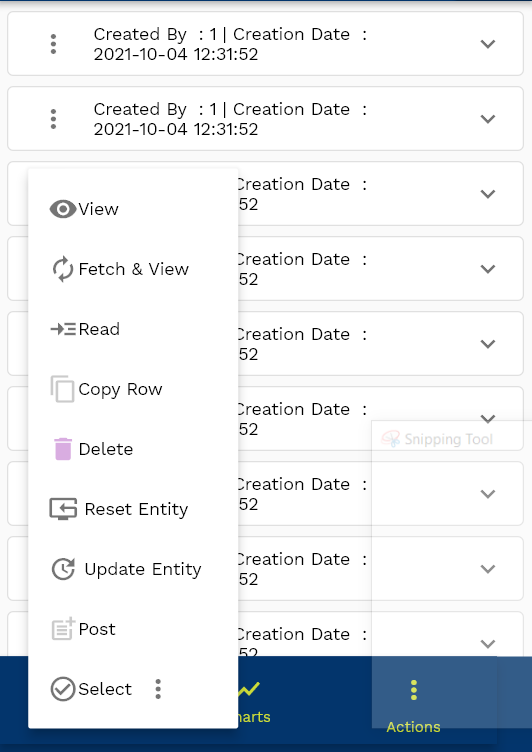 Created By : 1 | Creation Date :
2021-10-04 12:31:52
Created By : 1 | Creation Date :
2021-10-04 12:31:52
Creation Date :
52
View
Creation Date :
52
Fetch & View
Creation Date :
52
Read
Creation Date :
52
Copy Row
Snipping Tool
Delete
Creation Date :
52
Reset Entity
Creation Date :
52
Update Entity
Creation Date :
52
Post
Select
arts
Actions